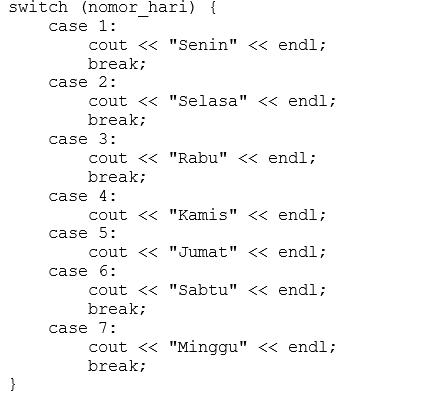 switch (nomor_hari) {
    case 1:
        cout << "Senin" << endl;
        break;
    case 2:
        cout << "Selasa" << endl;
        break;
    case 3:
        cout << "Rabu" << endl;
        break;
    case 4:
        cout << "Kamis" << endl;
    case 5:
        cout << "Jumat" << endl;
    case 6:
        cout << "Sabtu" << endl;
        break;
    case 7:
        cout << "Minggu" << endl;
        break;
}